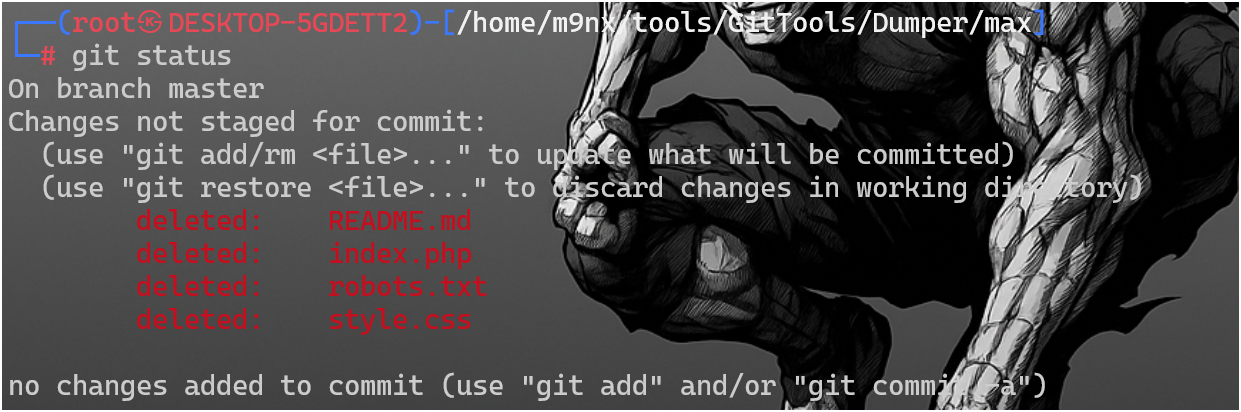 ┌──(root㉿DESKTOP-5GDETT2)-[/home/m9nx/tools/GitTools/Dumper/max]
└─# git status
On branch master
Changes not staged for commit:
  (use "git add/rm <file>..." to update what will be committed)
  (use "git restore <file>..." to discard changes in working directory)
        deleted:    README.md
        deleted:    index.php
        deleted:    robots.txt
        deleted:    style.css

no changes added to commit (use "git add" and/or "git commit -a")